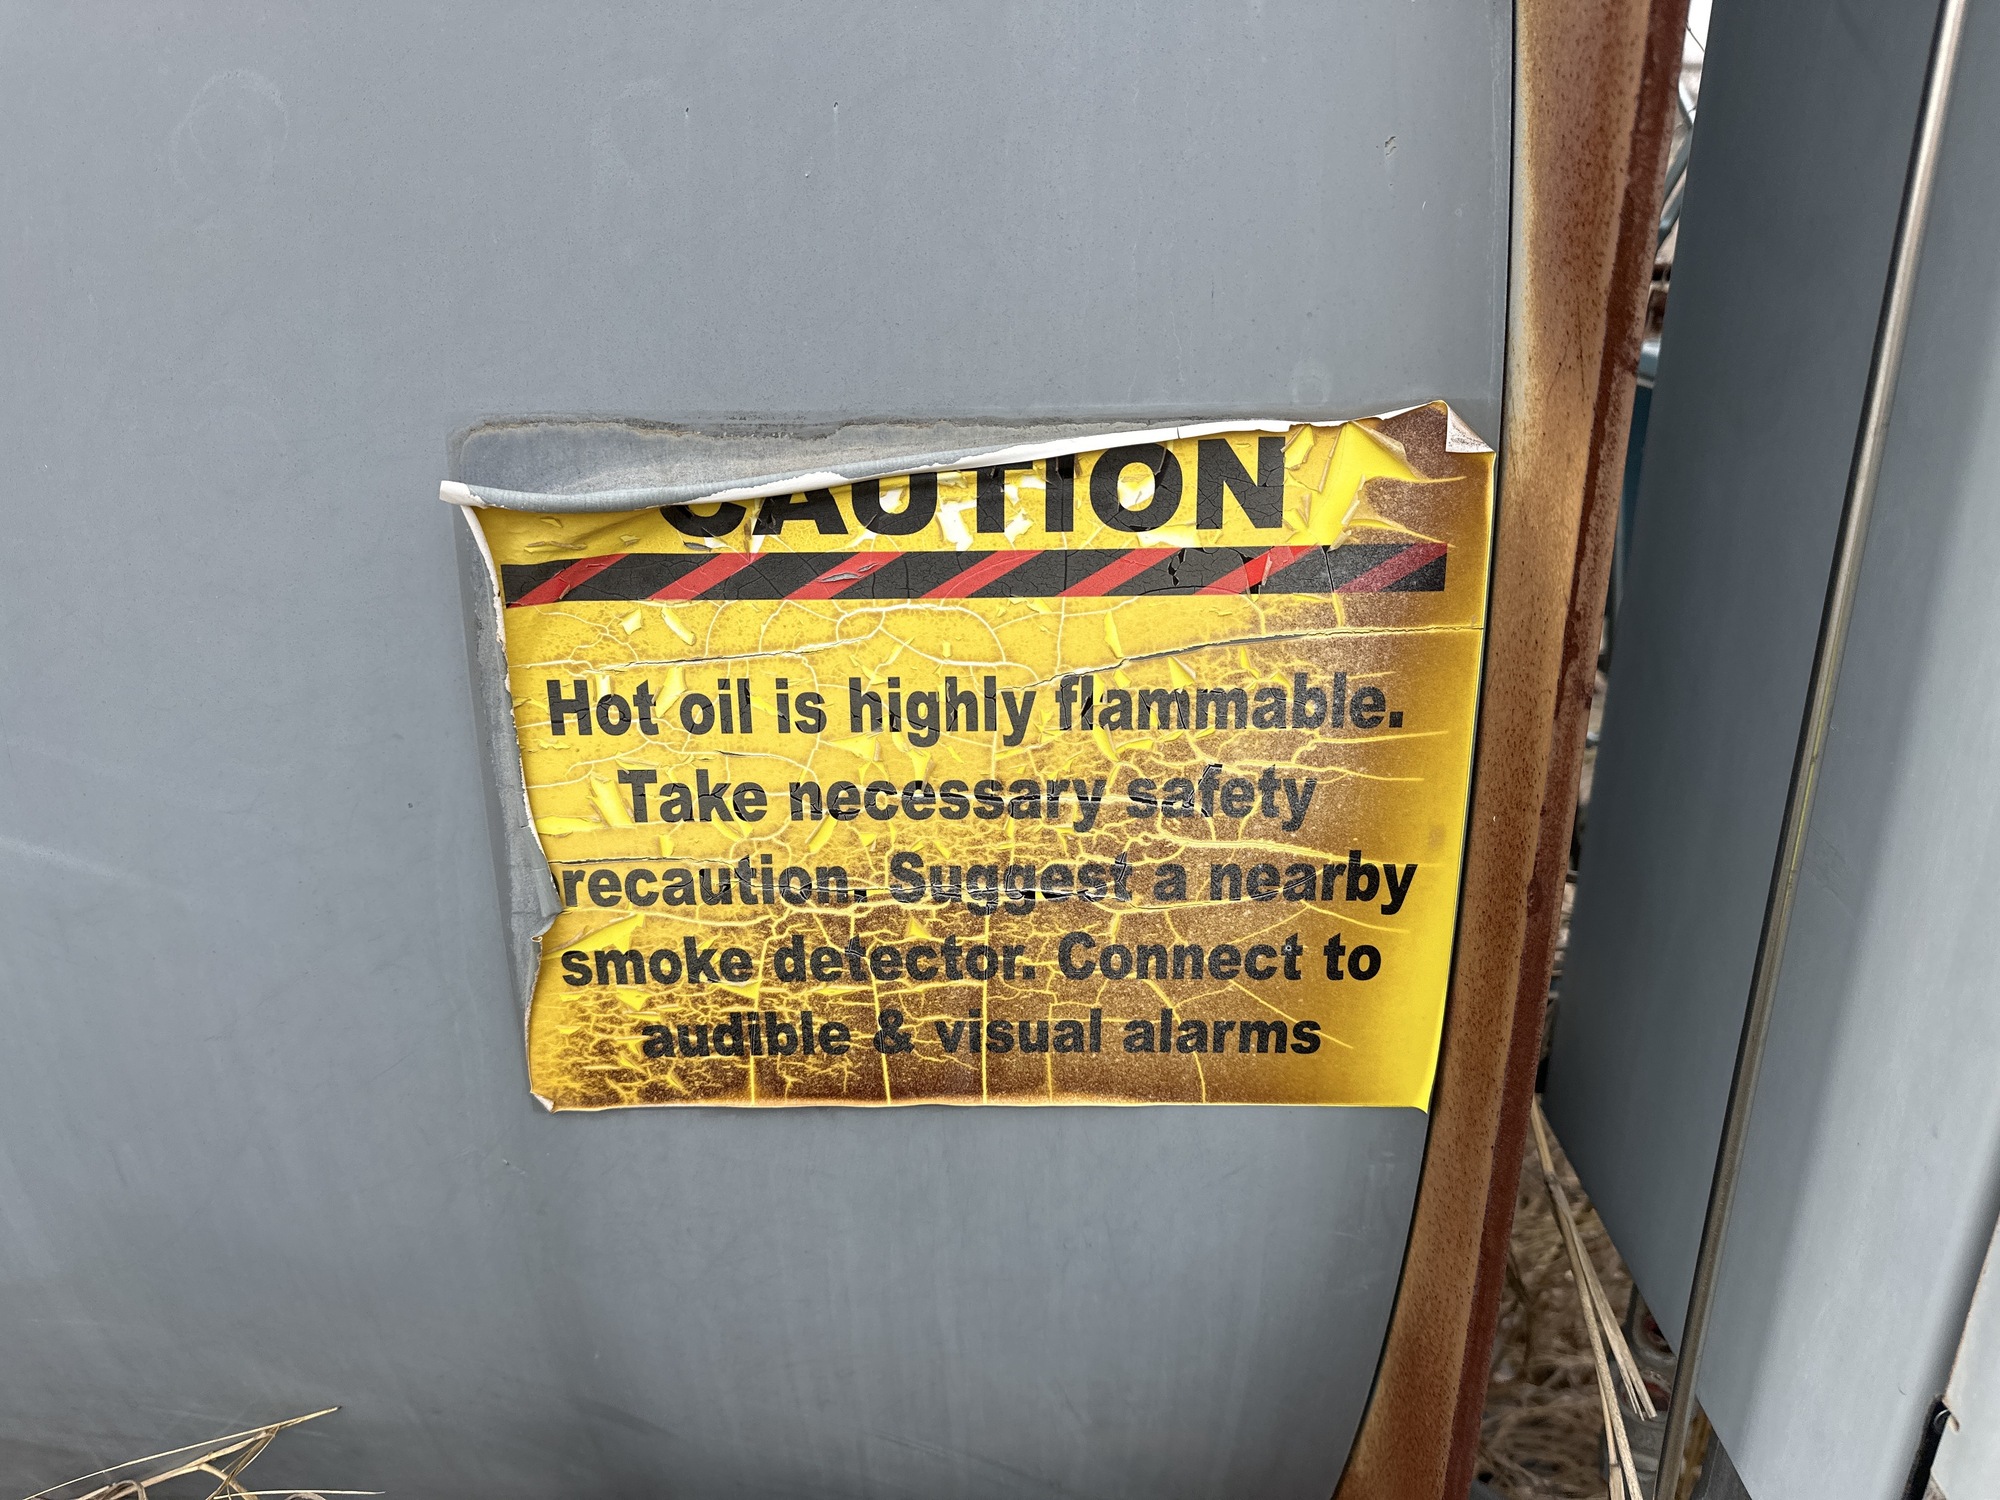 CAUTION
Hot oil is highly flammable.
Take necessary safety
recaution. Suggest a nearby
smoke detector. Connect to
audible & visual alarms